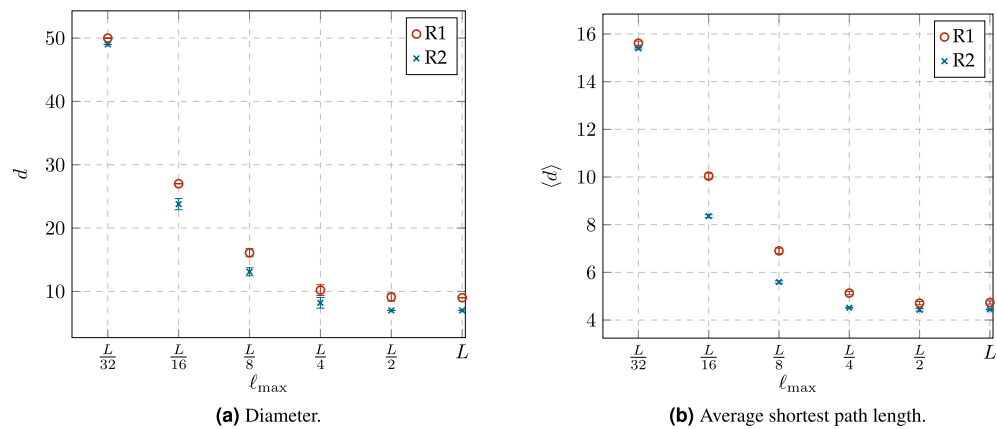 50
40
30
20
10
d
R1
R2
L/32 L/16 L/8 L/4 L/2 L
ℓmax
(a) Diameter.
16
14
12
10
8
6
4
⟨d⟩
R1
R2
L/32 L/16 L/8 L/4 L/2 L
ℓmax
(b) Average shortest path length.